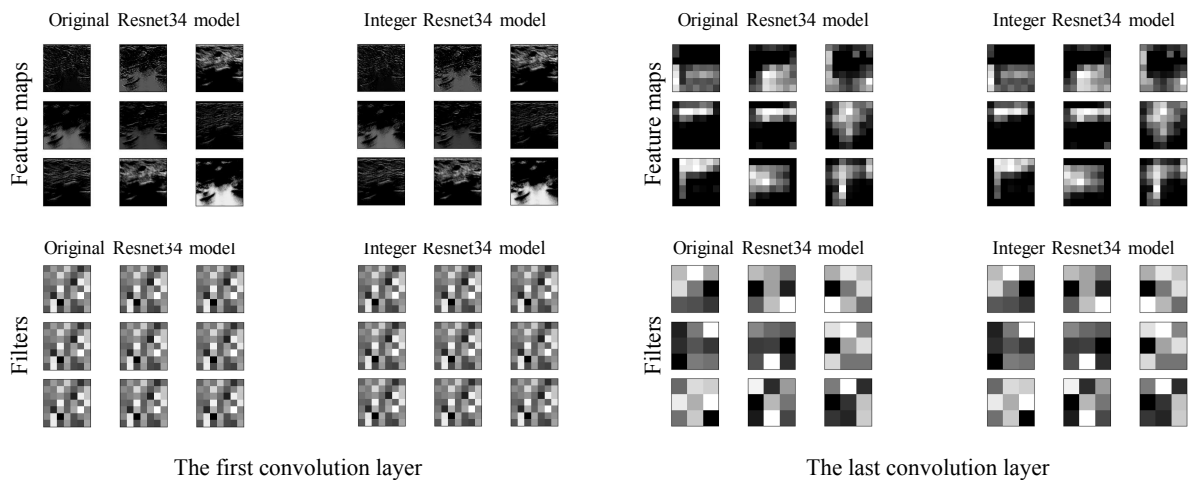 Original Resnet34 model
Integer Resnet34 model
Original Resnet34 model
Integer Resnet34 model
Feature maps
Feature maps
Original Resnet34 model
Integer Resnet34 model
Original Resnet34 model
Integer Resnet34 model
Filters
Filters
The first convolution layer
The last convolution layer